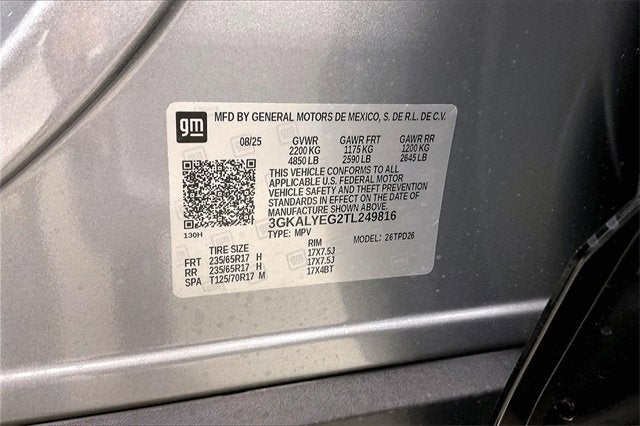 gm MFD BY GENERAL MOTORS DE MEXICO, S. DE R.L. DE C.V.
08/25 GVWR GAWR FRT GAWR RR
2200 KG 1175 KG 1200 KG
4850 LB 2590 LB 2645 LB
THIS VEHICLE CONFORMS TO ALL
APPLICABLE U.S. FEDERAL MOTOR
VEHICLE SAFETY AND THEFT PREVENTION
STANDARDS IN EFFECT ON THE DATE OF
MANUFACTURE SHOWN ABOVE.
3GKALYEG2TL249816
130H TYPE: MPV MODEL: 26TPD26
TIRE SIZE RIM
FRT 235/65R17 H 17X7.5J
RR 235/65R17 H 17X7.5J
SPA T125/70R17 M 17X4BT